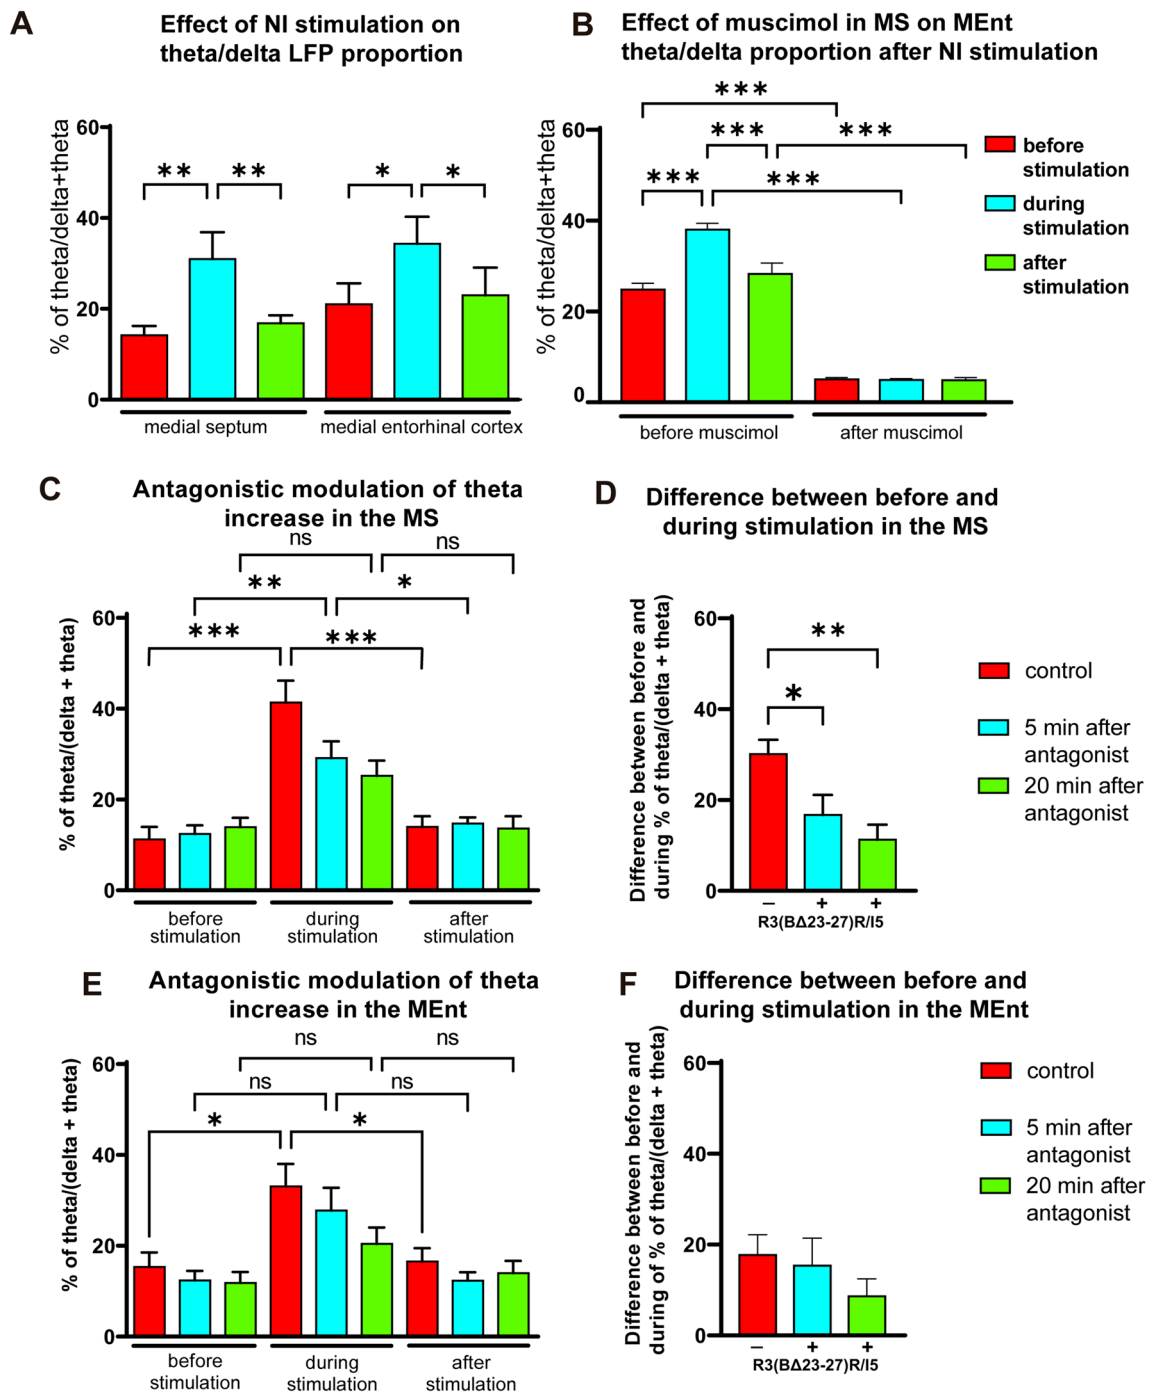 A
Effect of NI stimulation on
theta/delta LFP proportion
% of theta/delta+theta
60
40
20
0
**
**
*
*
medial septum
medial entorhinal cortex
B
Effect of muscimol in MS on MEnt
theta/delta proportion after NI stimulation
% of theta/delta+theta
60
40
20
0
***
***
***
***
***
before muscimol
after muscimol
before
stimulation
during
stimulation
after
stimulation
C
Antagonistic modulation of theta
increase in the MS
% of theta/(delta + theta)
60
40
20
0
ns
ns
**
*
***
***
before
stimulation
during
stimulation
after
stimulation
D
Difference between before and
during stimulation in the MS
Difference between before and
during % of theta/(delta + theta)
60
40
20
0
**
*
– + +
R3(BΔ23-27)R/I5
control
5 min after
antagonist
20 min after
antagonist
E
Antagonistic modulation of theta
increase in the MEnt
% of theta/(delta + theta)
60
40
20
0
ns
ns
ns
ns
*
*
before
stimulation
during
stimulation
after
stimulation
F
Difference between before and
during stimulation in the MEnt
Difference between before and
during of % of theta/(delta + theta)
60
40
20
0
– + +
R3(BΔ23-27)R/I5
control
5 min after
antagonist
20 min after
antagonist